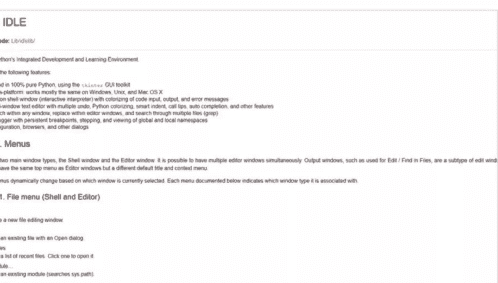 IDLE
ode: Lib/idlelib/
ython's Integrated Development and Learning Environment
the following features:
d in 100% pure Python, using the tkinter GUI toolkit
s-platform: works mostly the same on Windows, Unix, and Mac OS X
on shell window (interactive interpreter) with colorizing of code input, output, and error messages
-window text editor with multiple undo, Python colorizing, smart indent, call tips, auto completion, and other features
ch within any window, replace within editor windows, and search through multiple files (grep)
gger with persistent breakpoints, stepping, and viewing of global and local namespaces
guration, browsers, and other dialogs
. Menus
two main window types, the Shell window and the Editor window. It is possible to have multiple editor windows simultaneously. Output windows, such as used for Edit / Find in Files, are a subtype of edit wind
ave the same top menu as Editor windows but a different default title and context menu.
nus dynamically change based on which window is currently selected. Each menu documented below indicates which window type it is associated with.
1. File menu (Shell and Editor)
e a new file editing window.
an existing file with an Open dialog.
es
a list of recent files. Click one to open it.
dule...
an existing module (searches sys.path).